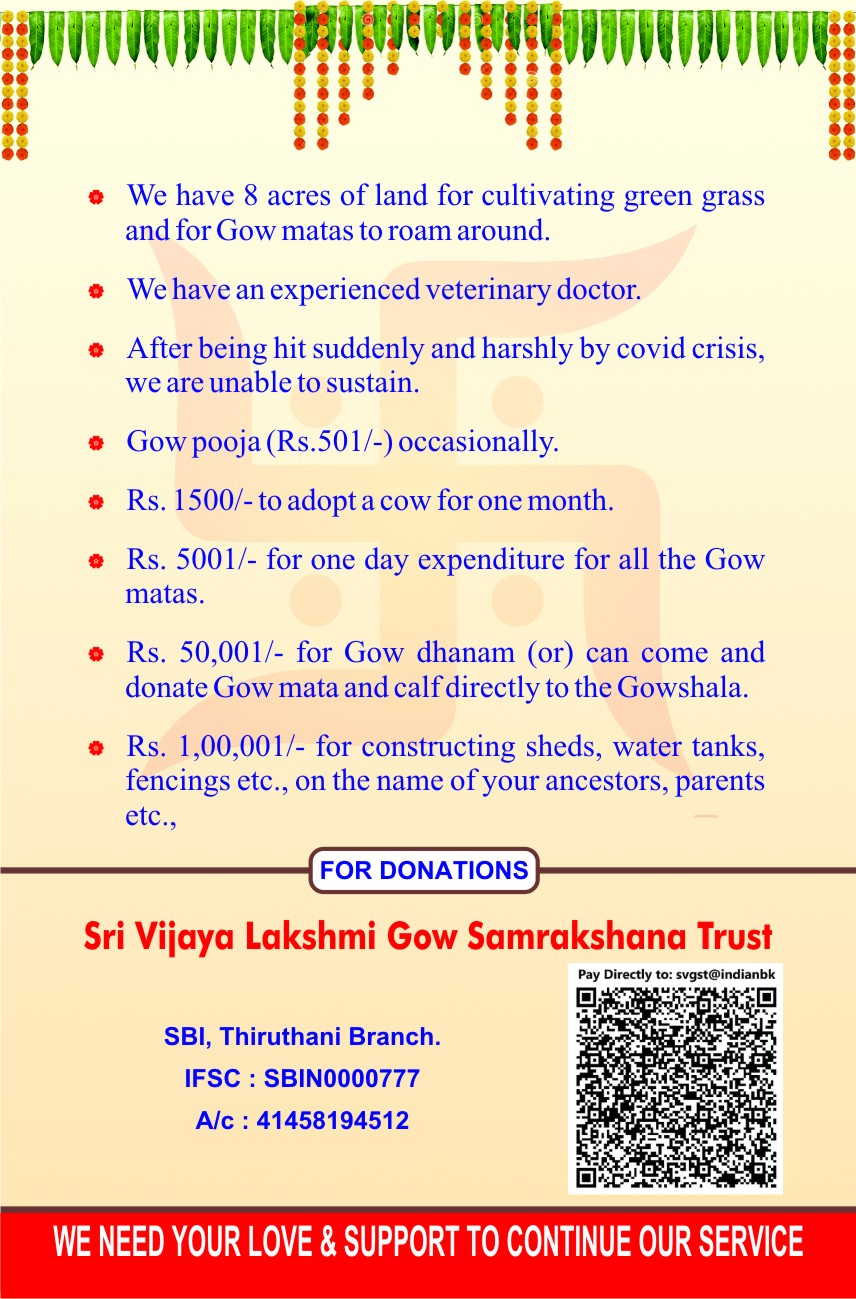 We have 8 acres of land for cultivating green grass
and for Gow matas to roam around.
We have an experienced veterinary doctor.
After being hit suddenly and harshly by covid crisis,
we are unable to sustain.
Gow pooja (Rs.501/-) occasionally.
Rs. 1500/- to adopt a cow for one month.
Rs. 5001/- for one day expenditure for all the Gow
matas.
Rs. 50,001/- for Gow dhanam (or) can come and
donate Gow mata and calf directly to the Gowshala.
Rs. 1,00,001/- for constructing sheds, water tanks,
fencings etc., on the name of your ancestors, parents
etc.,
FOR DONATIONS
Sri Vijaya Lakshmi Gow Samrakshana Trust
Pay Directly to: svgst@indianbk
SBI, Thiruthani Branch.
IFSC : SBIN0000777
A/c : 41458194512
WE NEED YOUR LOVE & SUPPORT TO CONTINUE OUR SERVICE